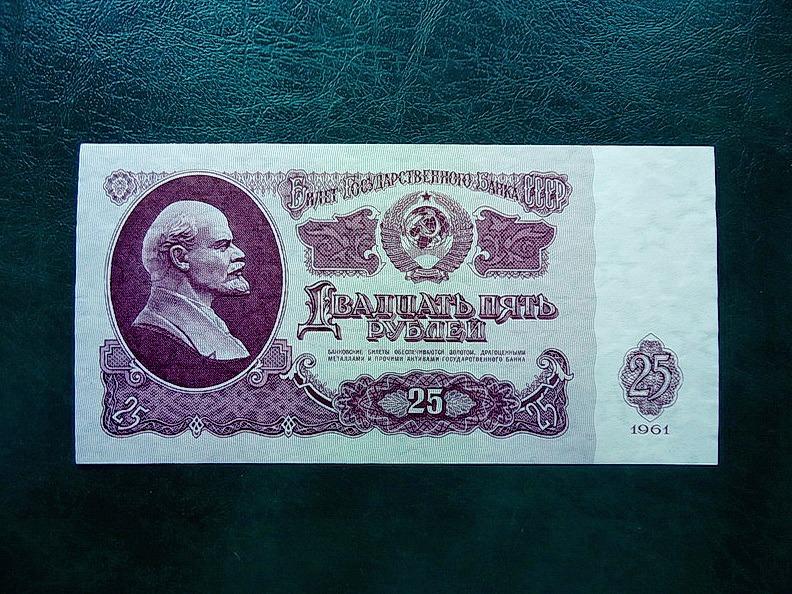 Билет Государственного Банка СССР
Двадцать пять
рублей
БАНКОВСКИЕ БИЛЕТЫ ОБЕСПЕЧИВАЮТСЯ ЗОЛОТОМ, ДРАГОЦЕННЫМИ
МЕТАЛЛАМИ И ПРОЧИМИ АКТИВАМИ ГОСУДАРСТВЕННОГО БАНКА
25
25
25
25
1961